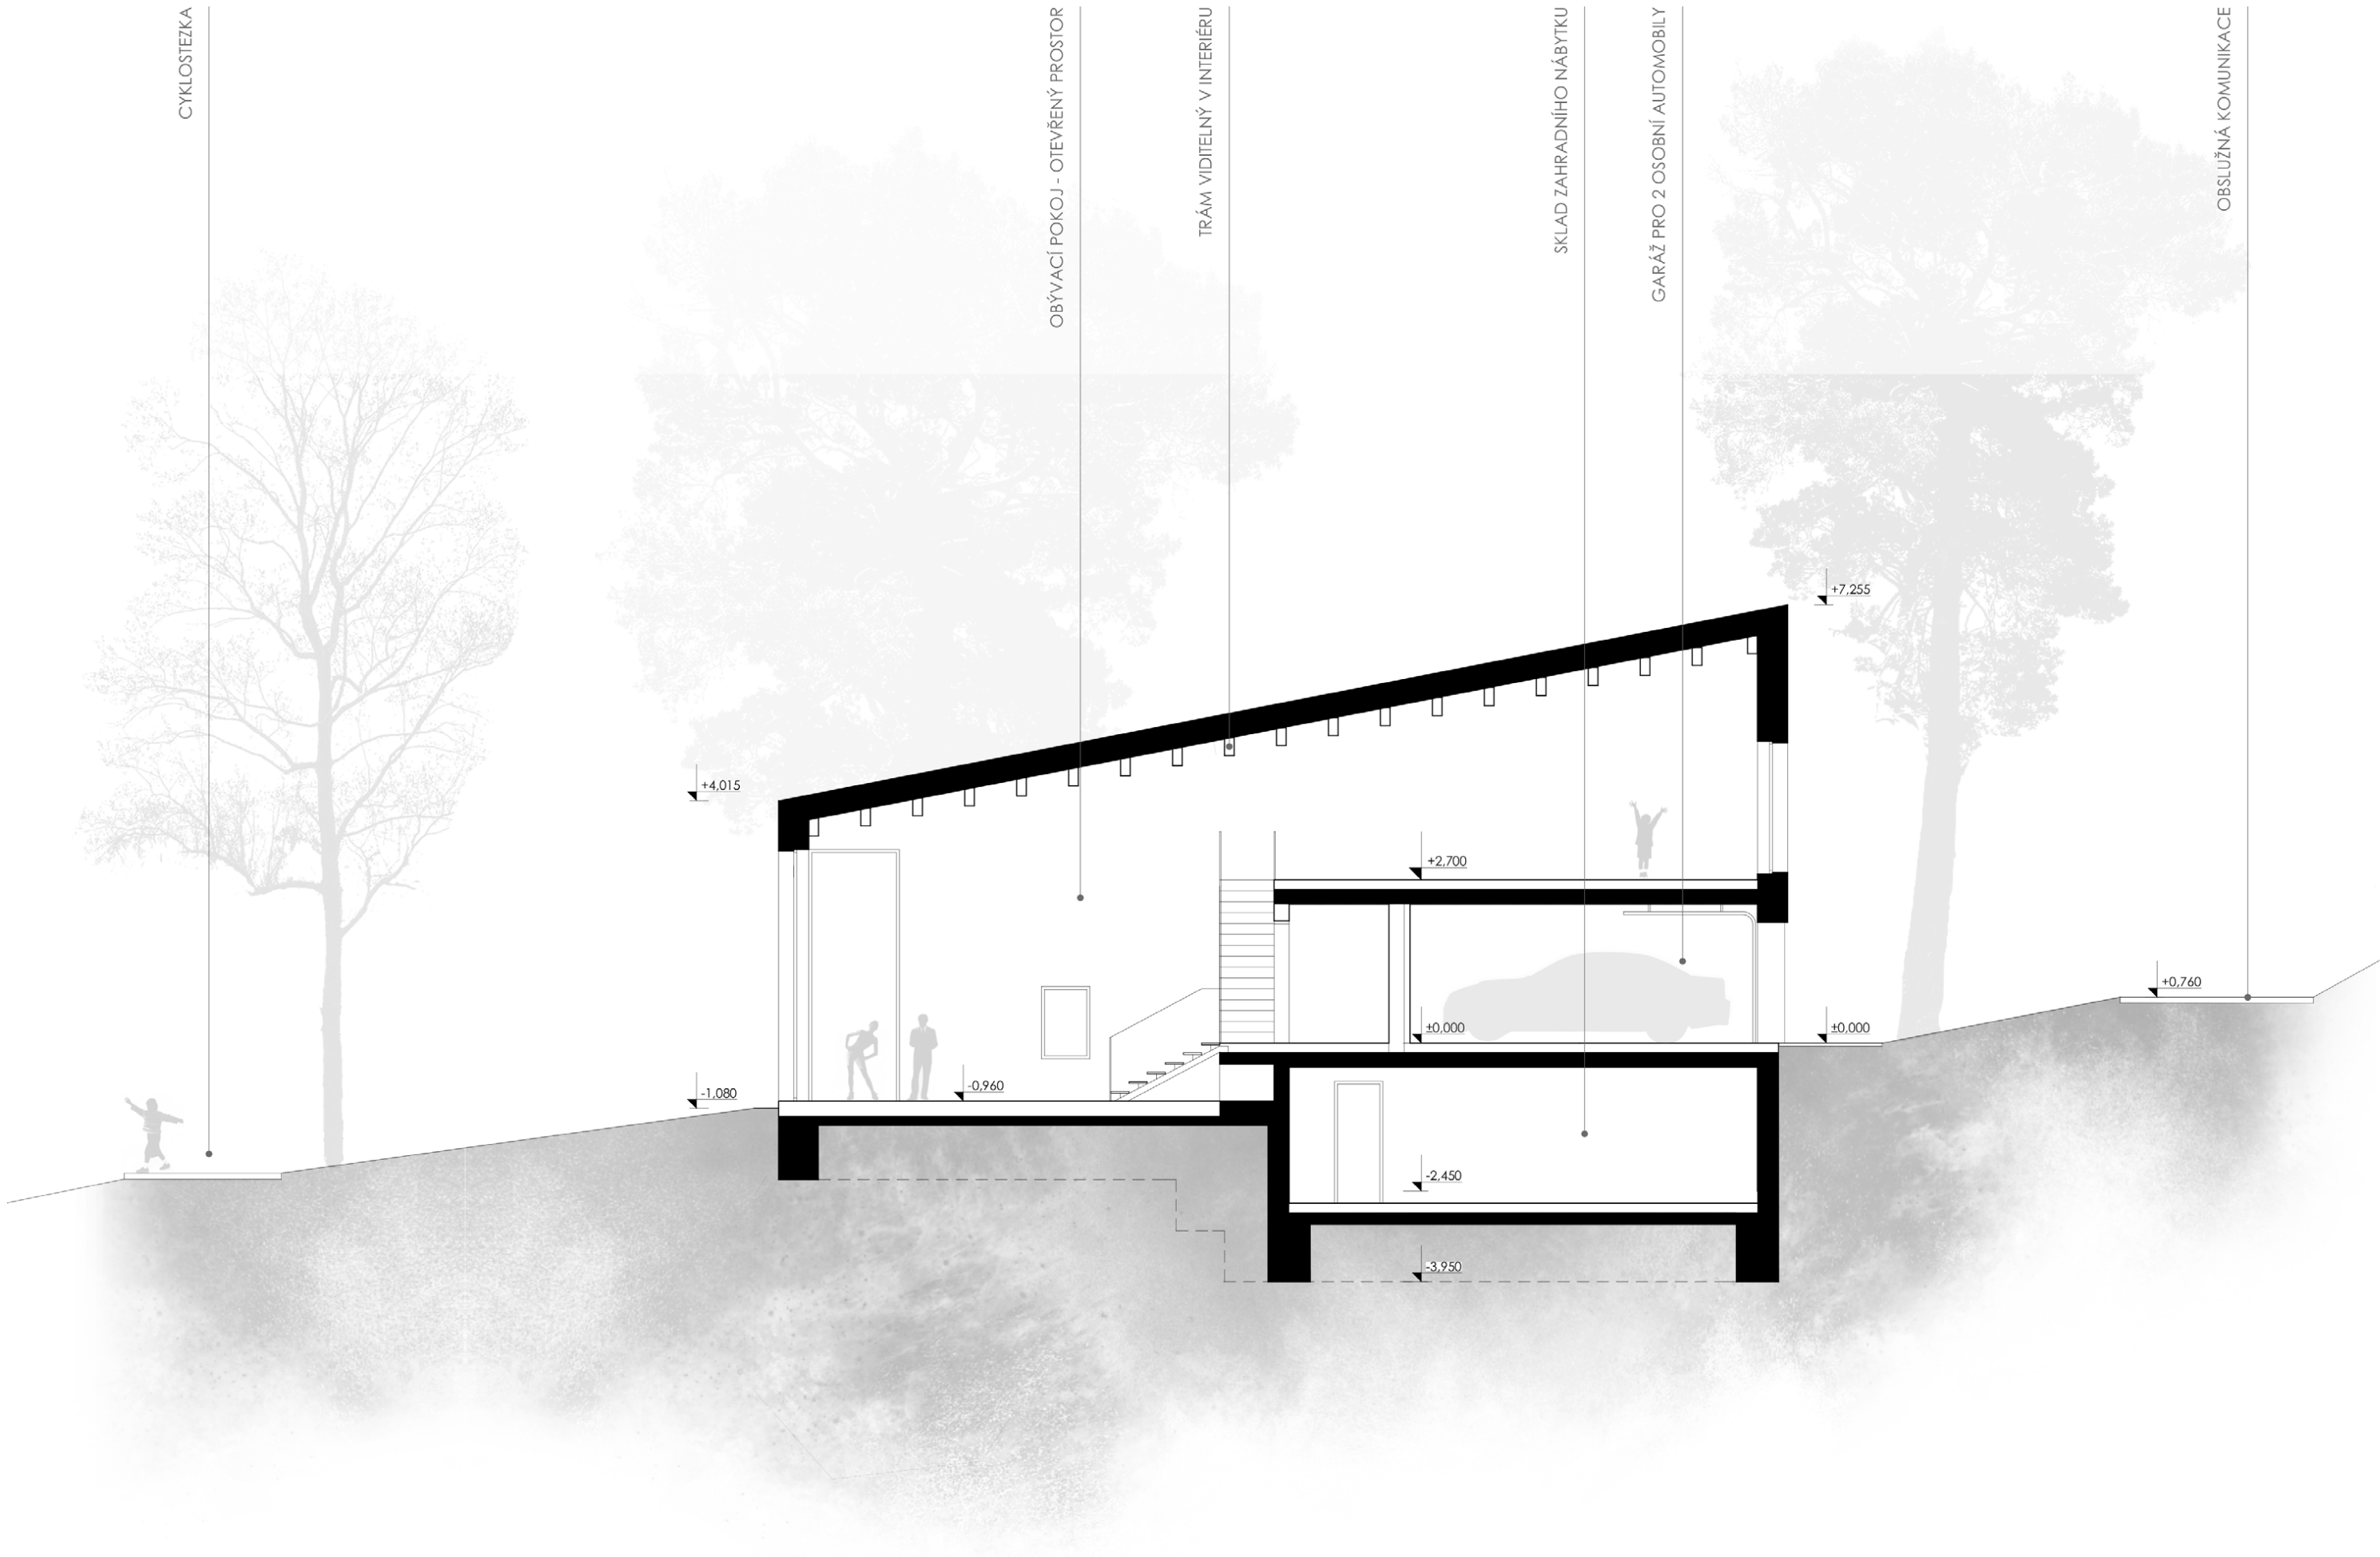 CYKLOSTEZKA
OBÝVACÍ POKOJ - OTEVŘENÝ PROSTOR
TRÁM VIDITELNÝ V INTERIÉRU
SKLAD ZAHRADNÍHO NÁBYTKU
GARÁŽ PRO 2 OSOBNÍ AUTOMOBILY
OBSLUŽNÁ KOMUNIKACE
+7,255
+4,015
+2,700
+0,760
±0,000
±0,000
-0,960
-1,080
-2,450
-3,950